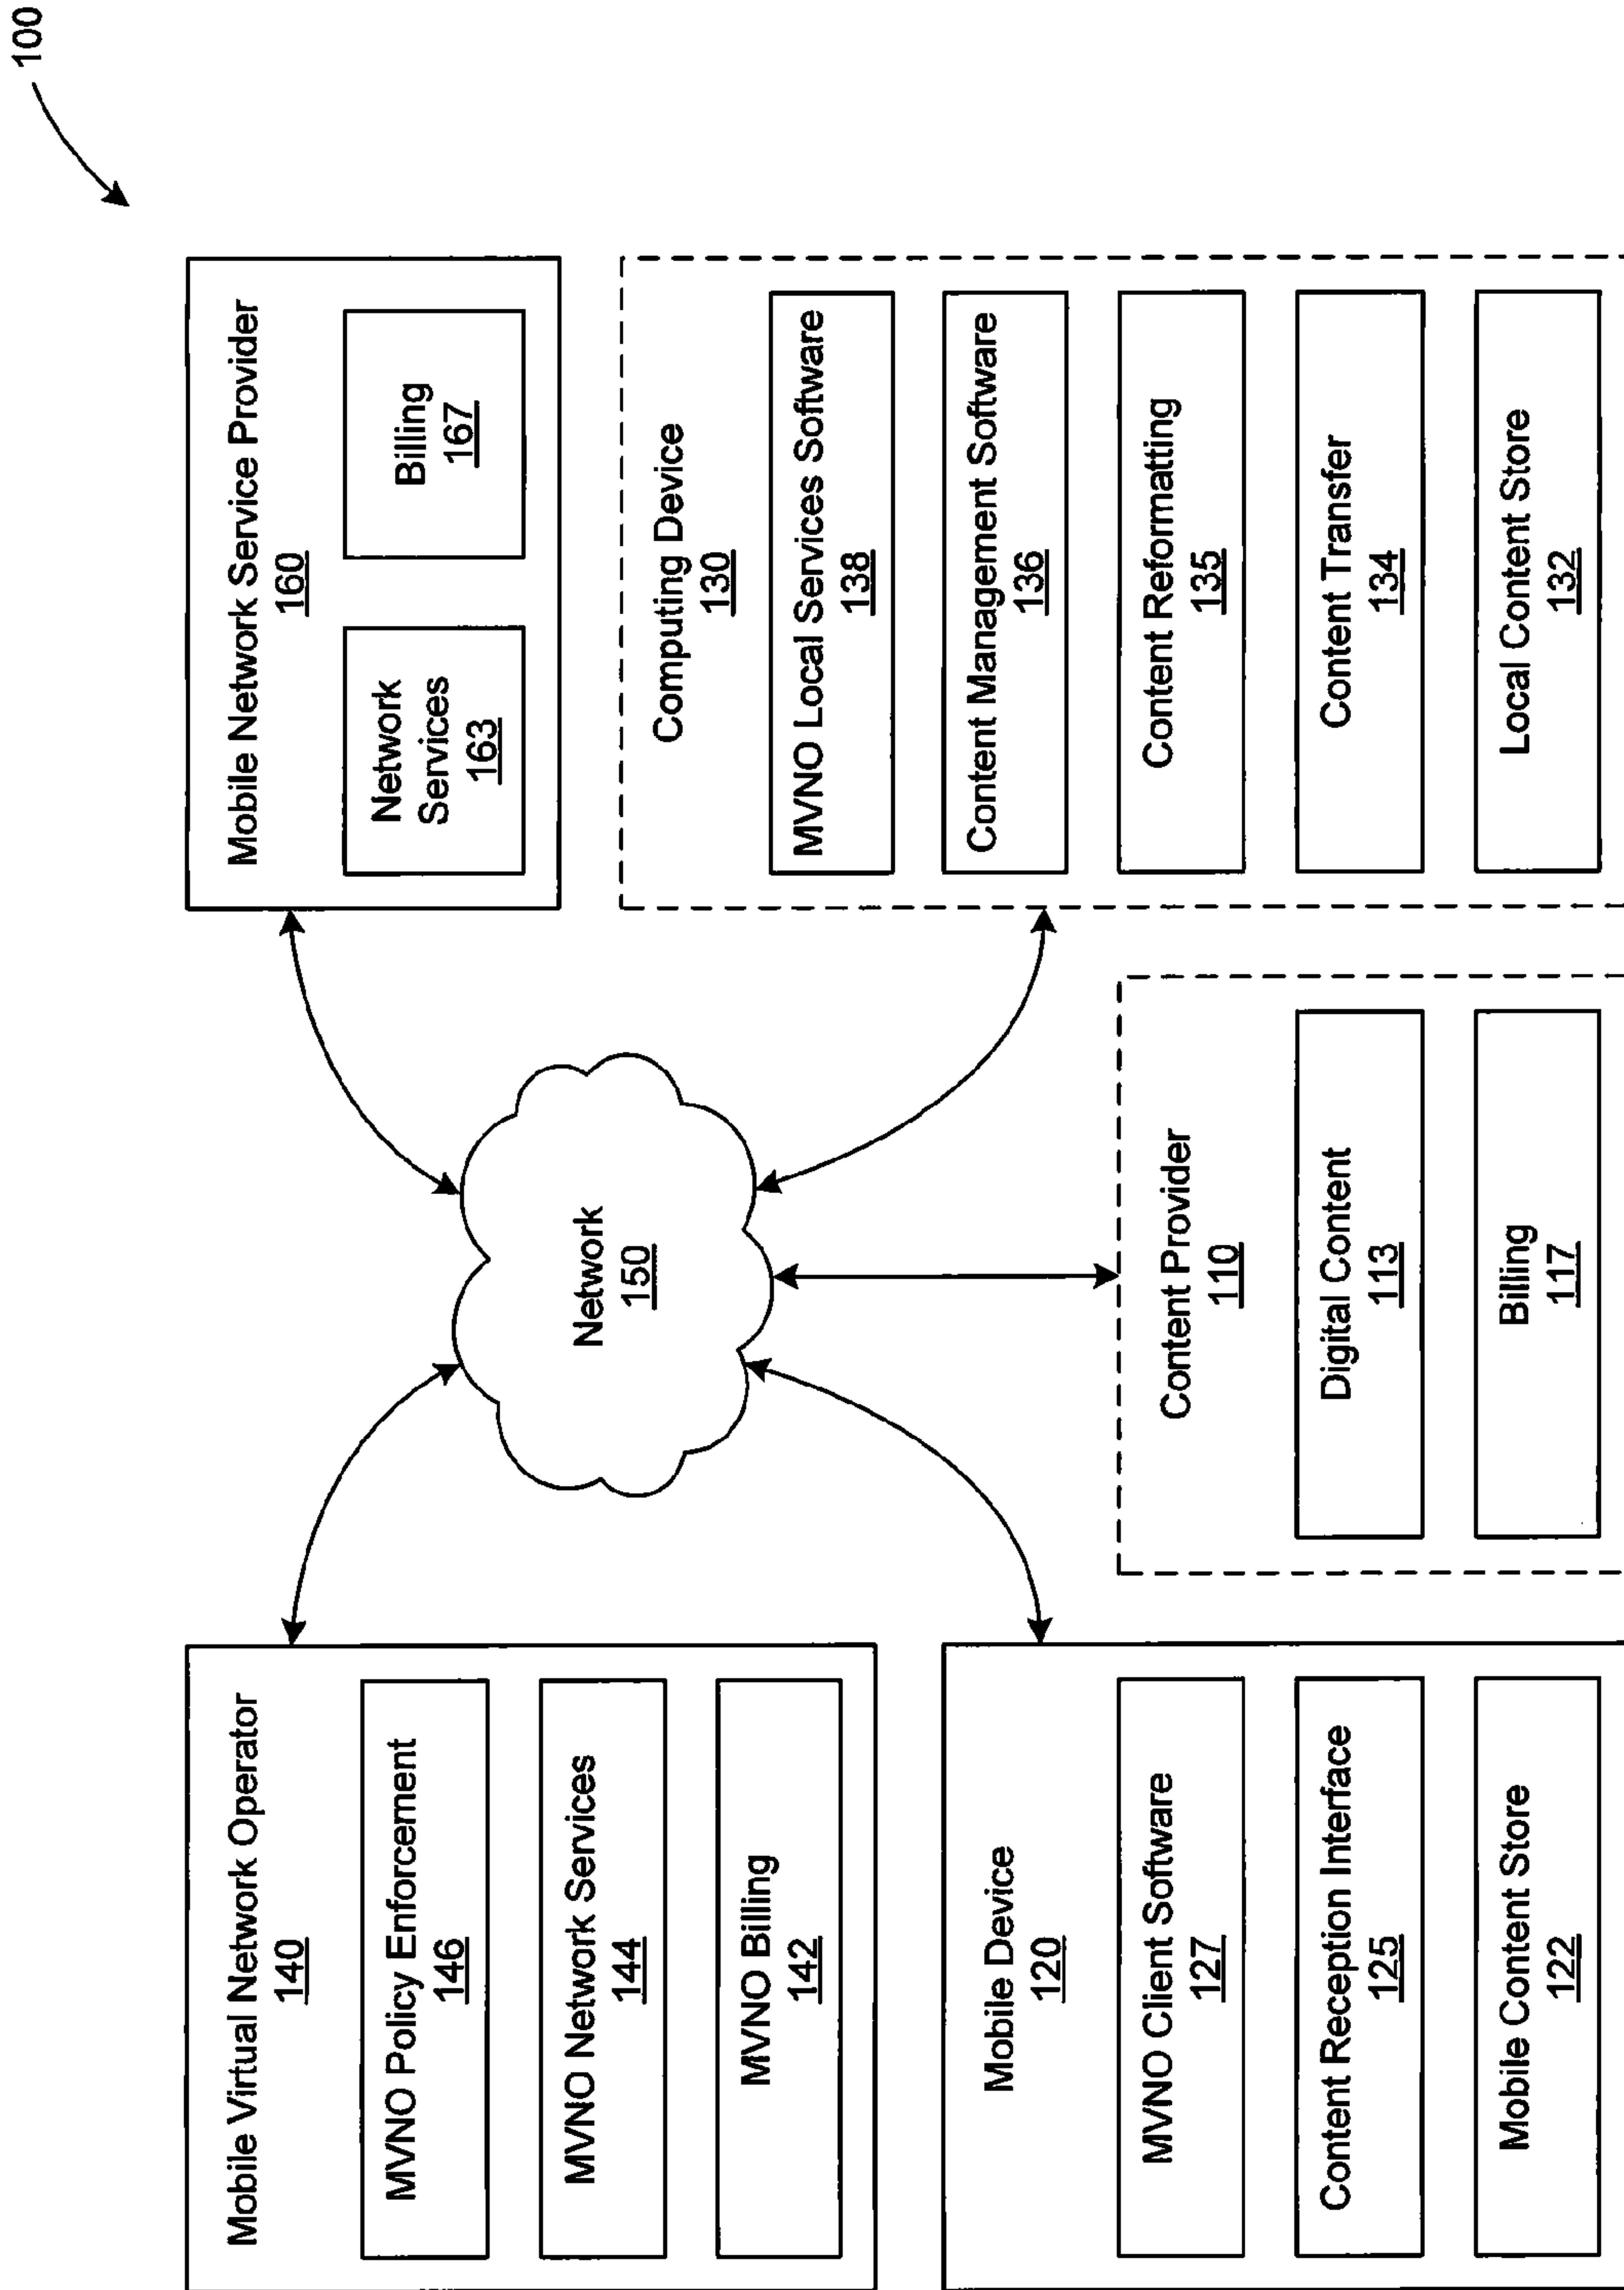 100
Mobile Virtual Network Operator
140
MVNO Policy Enforcement
146
MVNO Network Services
144
MVNO Billing
142
Mobile Network Service Provider
160
Network
Services
163
Billing
167
Network
150
Mobile Device
120
MVNO Client Software
127
Content Reception Interface
125
Mobile Content Store
122
Content Provider
110
Digital Content
113
Billing
117
Computing Device
130
MVNO Local Services Software
138
Content Management Software
136
Content Reformatting
135
Content Transfer
134
Local Content Store
132